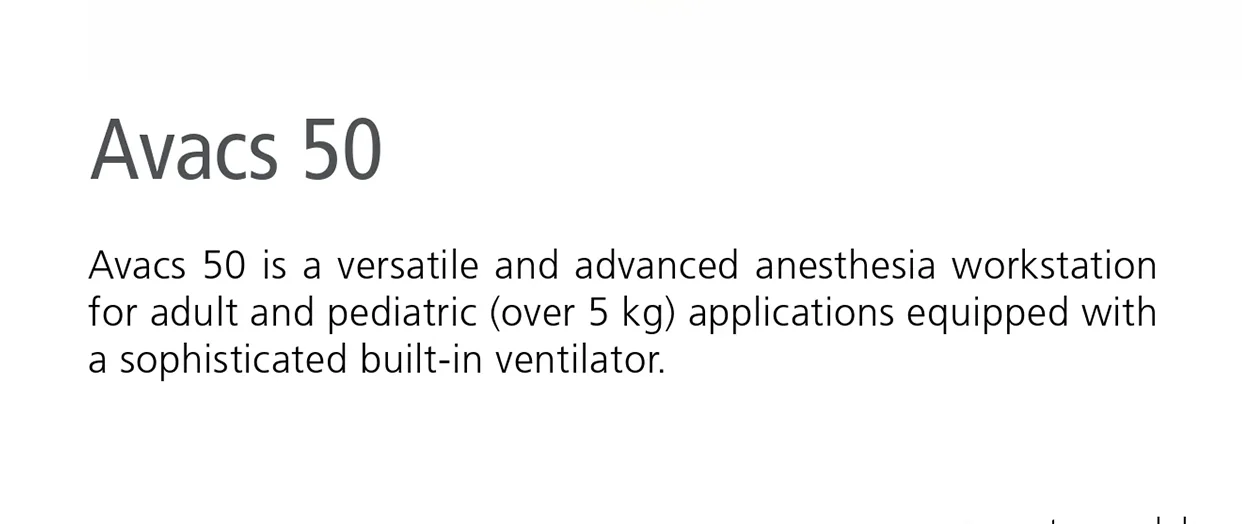 Avacs 50
Avacs 50 is a versatile and advanced anesthesia workstation
for adult and pediatric (over 5 kg) applications equipped with
a sophisticated built-in ventilator.